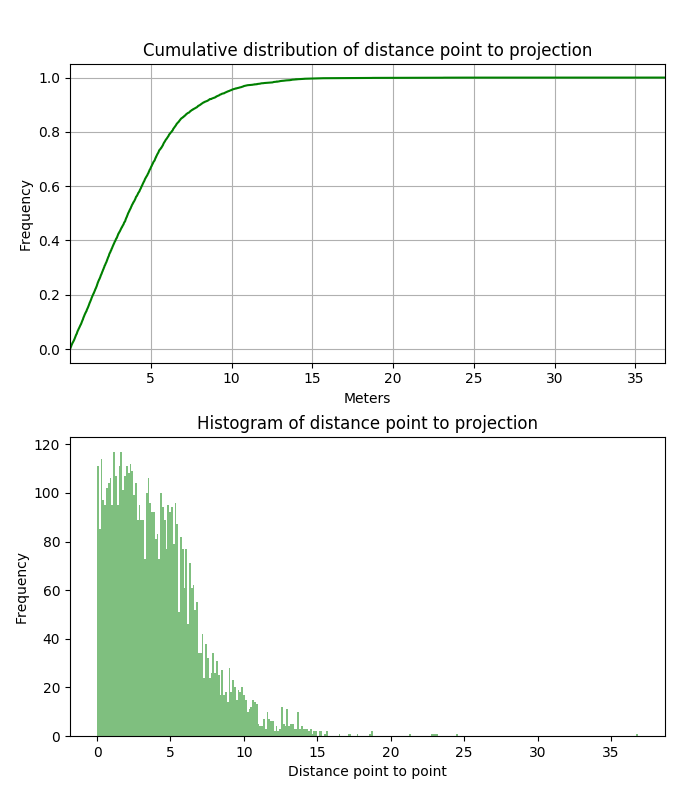 Cumulative distribution of distance point to projection
1.0
0.8
0.6
0.4
0.2
0.0
Frequency
5 10 15 20 25 30 35
Meters
Histogram of distance point to projection
120
100
80
60
40
20
0
Frequency
0 5 10 15 20 25 30 35
Distance point to point